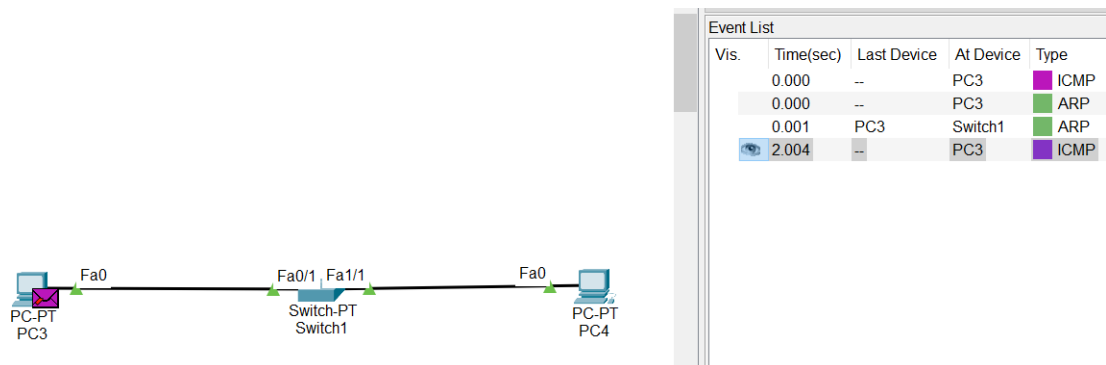 Event List
Vis. Time(sec) Last Device At Device Type
0.000 -- PC3 ICMP
0.000 -- PC3 ARP
0.001 PC3 Switch1 ARP
2.004 -- PC3 ICMP
Fa0 Fa0/1 Fa1/1 Fa0
PC-PT Switch-PT PC-PT
PC3 Switch1 PC4